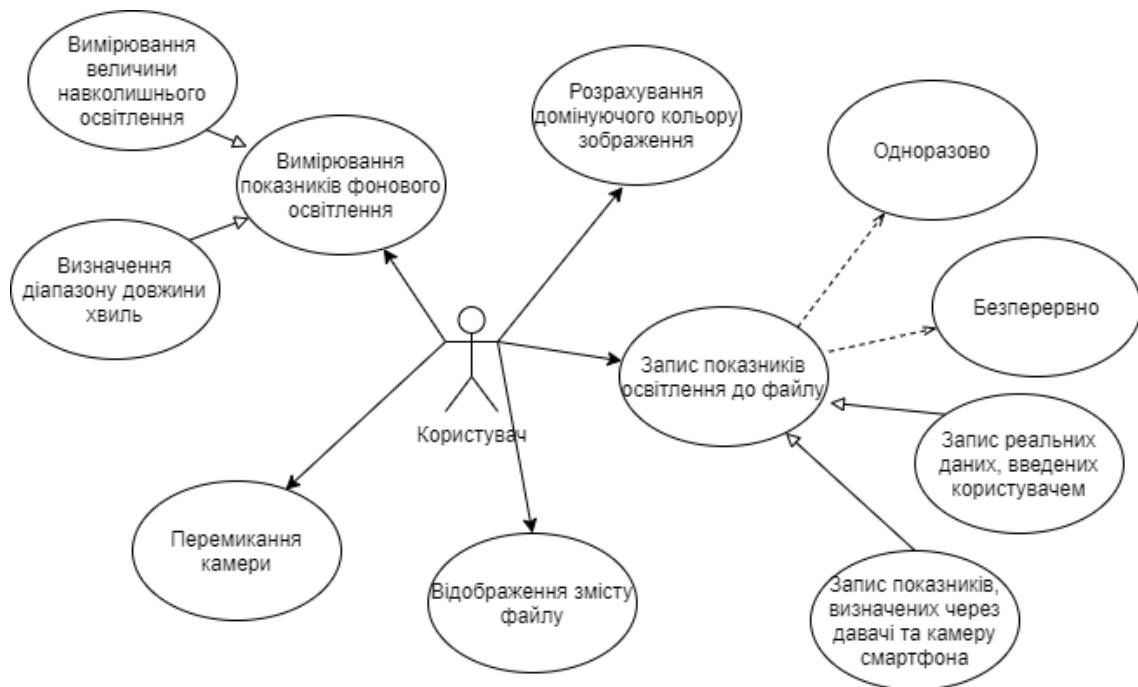 Вимірювання
величини
навколишнього
освітлення
Вимірювання
показників фонового
освітлення
Визначення
діапазону довжини
хвиль
Розрахування
домінуючого кольору
зображення
Одноразово
Безперервно
Запис показників
освітлення до файлу
Запис реальних
даних, введених
користувачем
Запис показників,
визначених через
давачі та камеру
смартфона
Користувач
Перемикання
камери
Відображення змісту
файлу